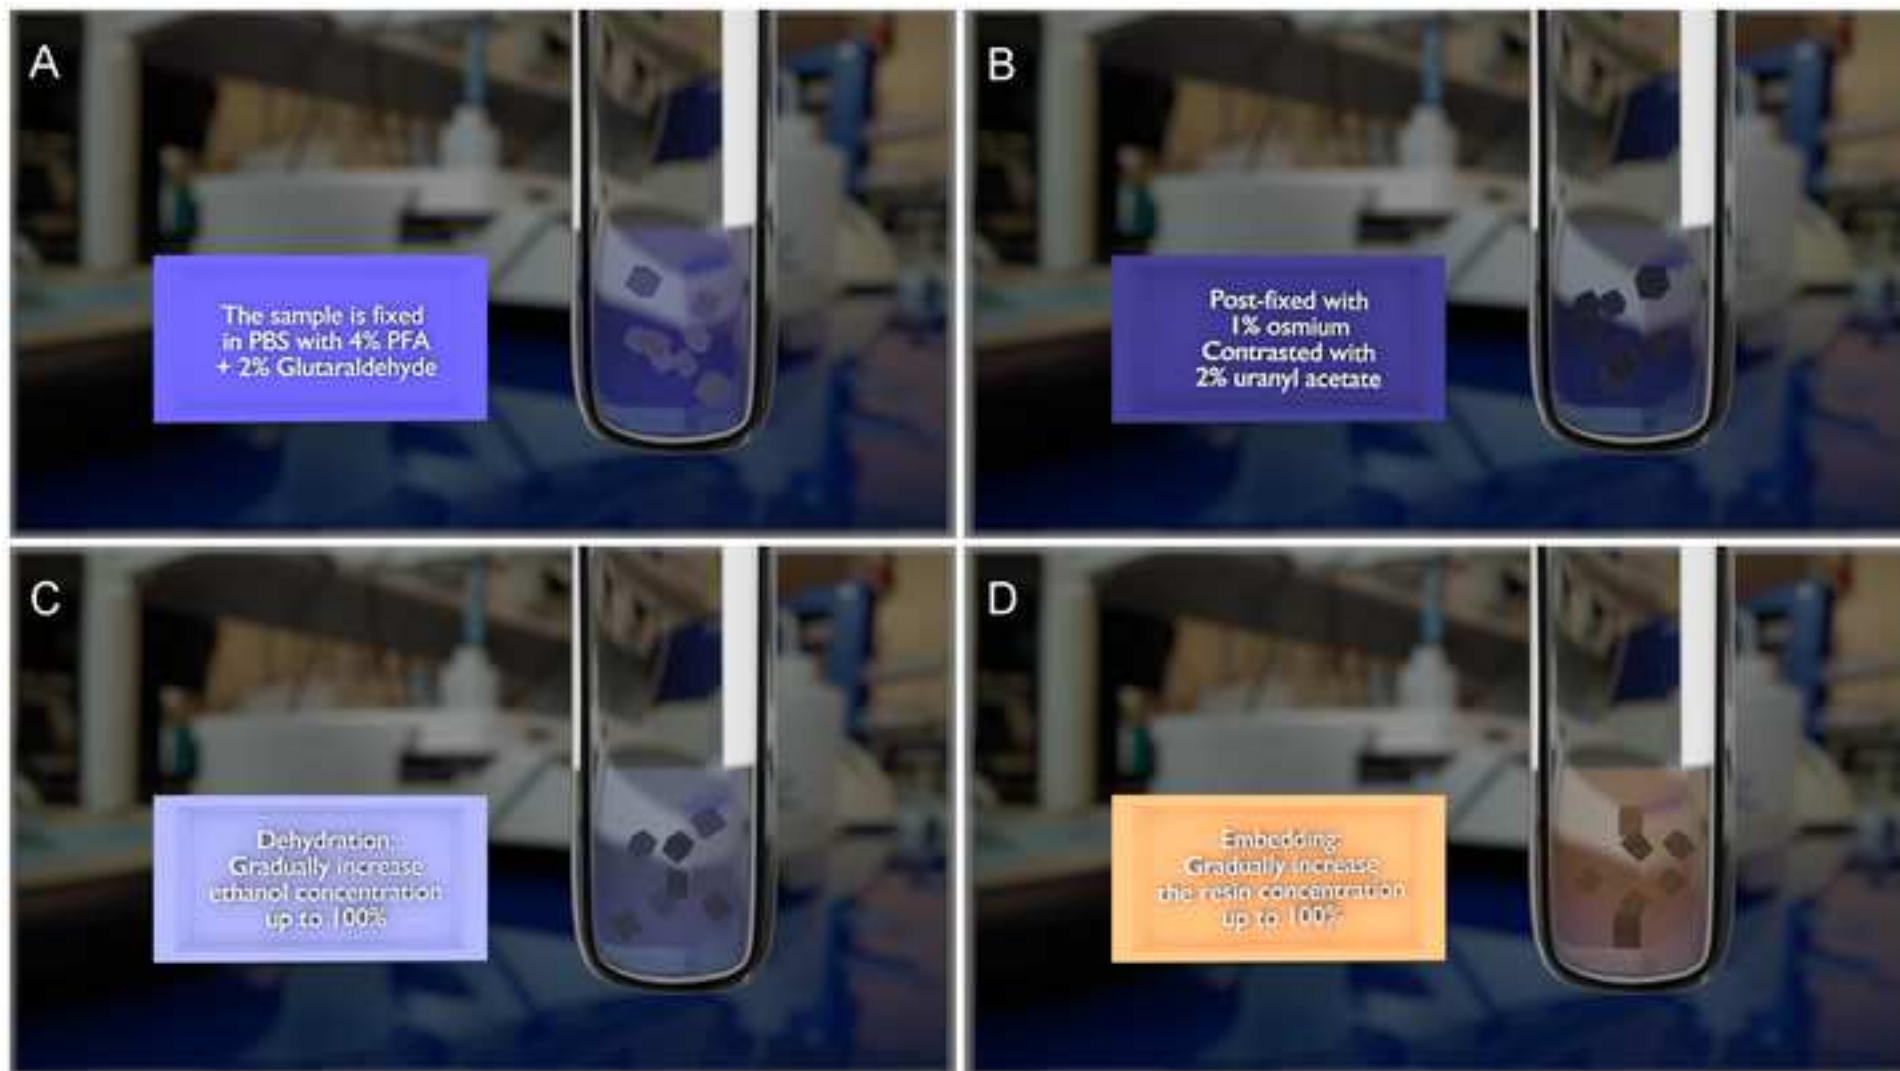 A
The sample is fixed
in PBS with 4% PFA
+ 2% Glutaraldehyde
B
Post-fixed with
1% osmium
Contrasted with
2% uranyl acetate
C
Dehydration:
Gradually increase
ethanol concentration
up to 100%
D
Embedding:
Gradually increase
the resin concentration
up to 100%